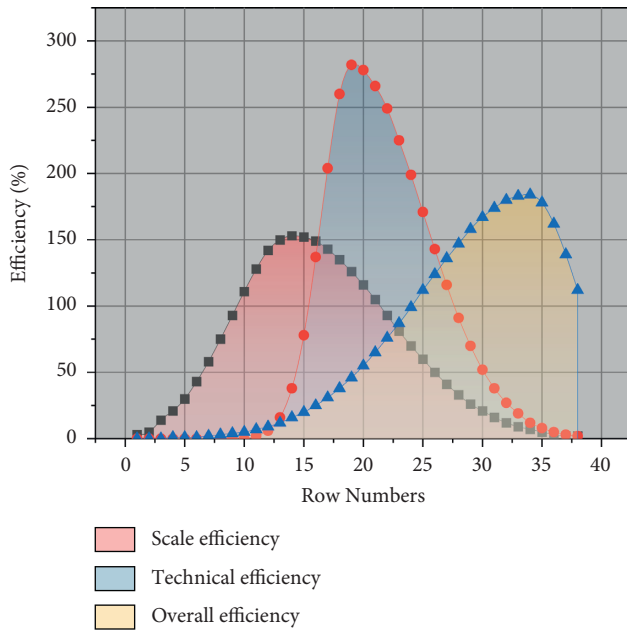 300
250
200
150
100
50
0
Efficiency (%)
0 5 10 15 20 25 30 35 40
Row Numbers
Scale efficiency
Technical efficiency
Overall efficiency